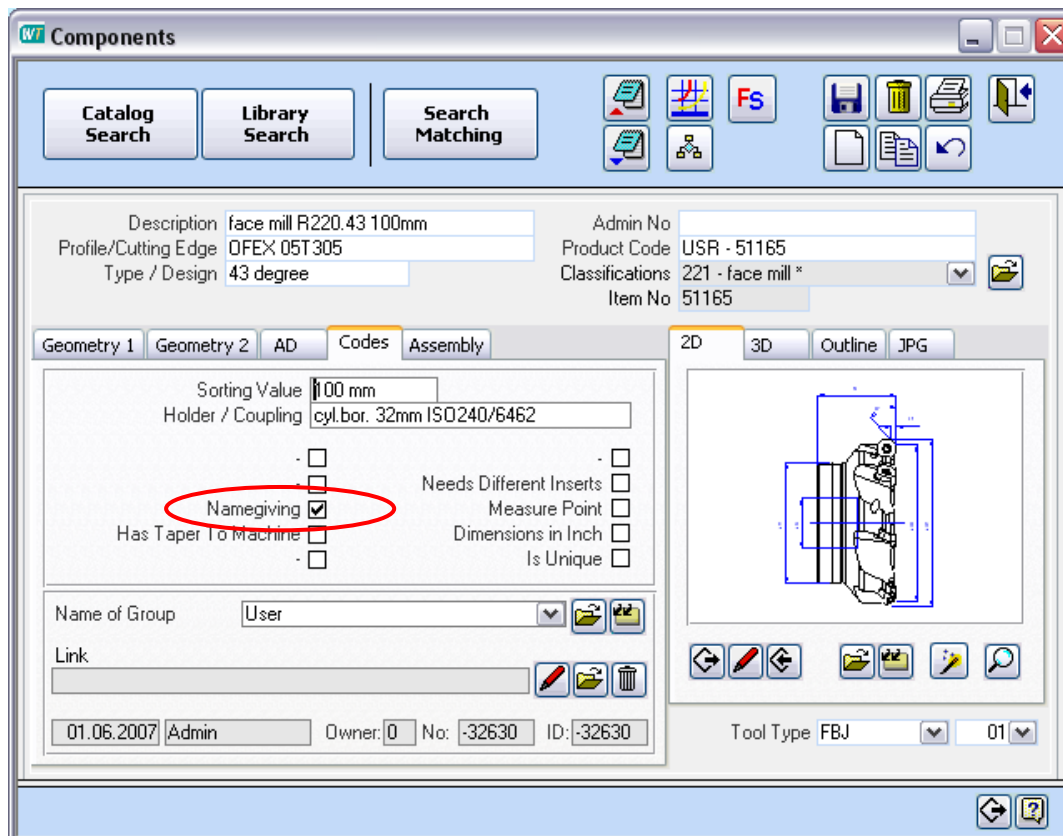 WT Components
Catalog Search
Library Search
Search Matching
FS
Description face mill R220.43 100mm
Admin No
Profile/Cutting Edge OFEX 05T305
Product Code USR - 51165
Type / Design 43 degree
Classifications 221 - face mill *
Item No 51165
Geometry 1 Geometry 2 AD Codes Assembly
2D 3D Outline JPG
Sorting Value 100 mm
Holder / Coupling cyl.bor. 32mm ISO240/6462
- -
- Needs Different Inserts
Namegiving Measure Point
Has Taper To Machine Dimensions in Inch
- Is Unique
Name of Group User
Link
01.06.2007 Admin Owner: 0 No: -32630 ID: -32630
Tool Type FBJ 01